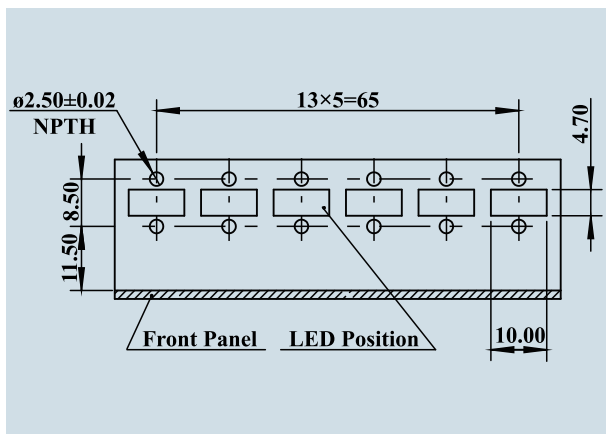 ø2.50±0.02
NPTH
13×5=65
4.70
8.50
11.50
Front Panel
LED Position
10.00